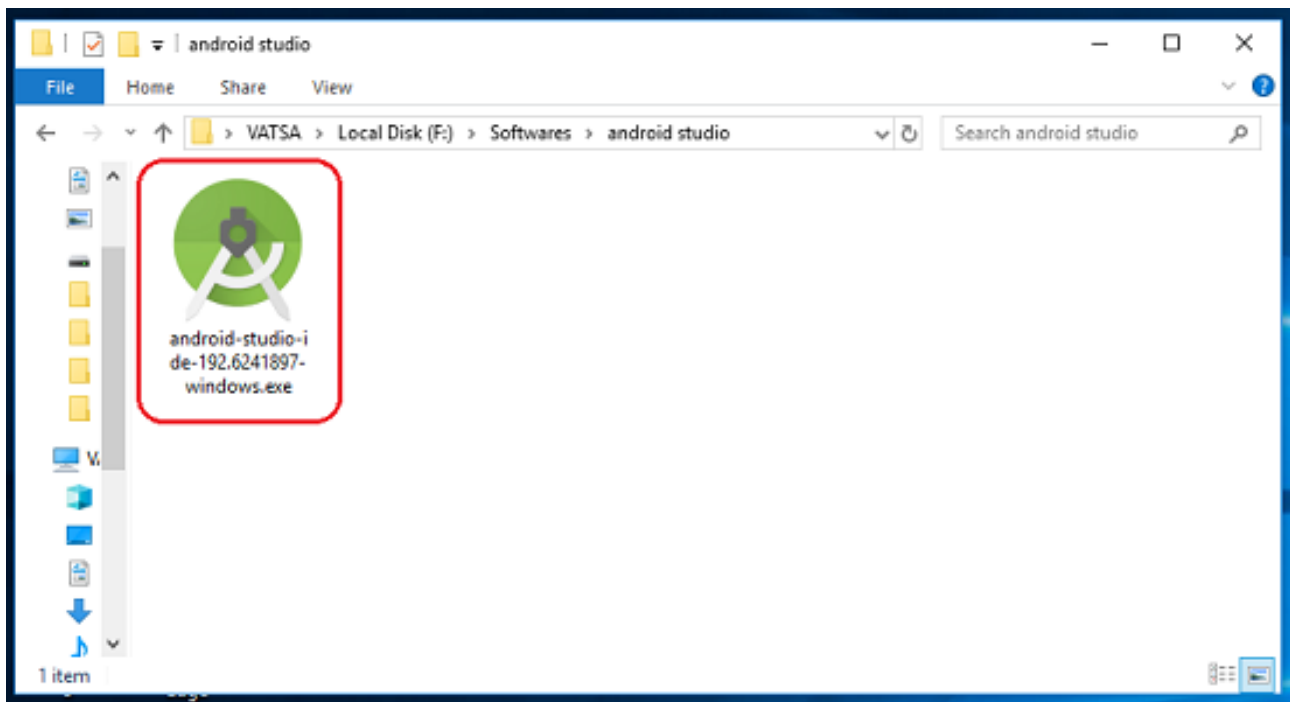 android studio
File Home Share View
VATSA > Local Disk (F:) > Softwares > android studio
Search android studio
android-studio-i
de-192.6241897-
windows.exe
1 item